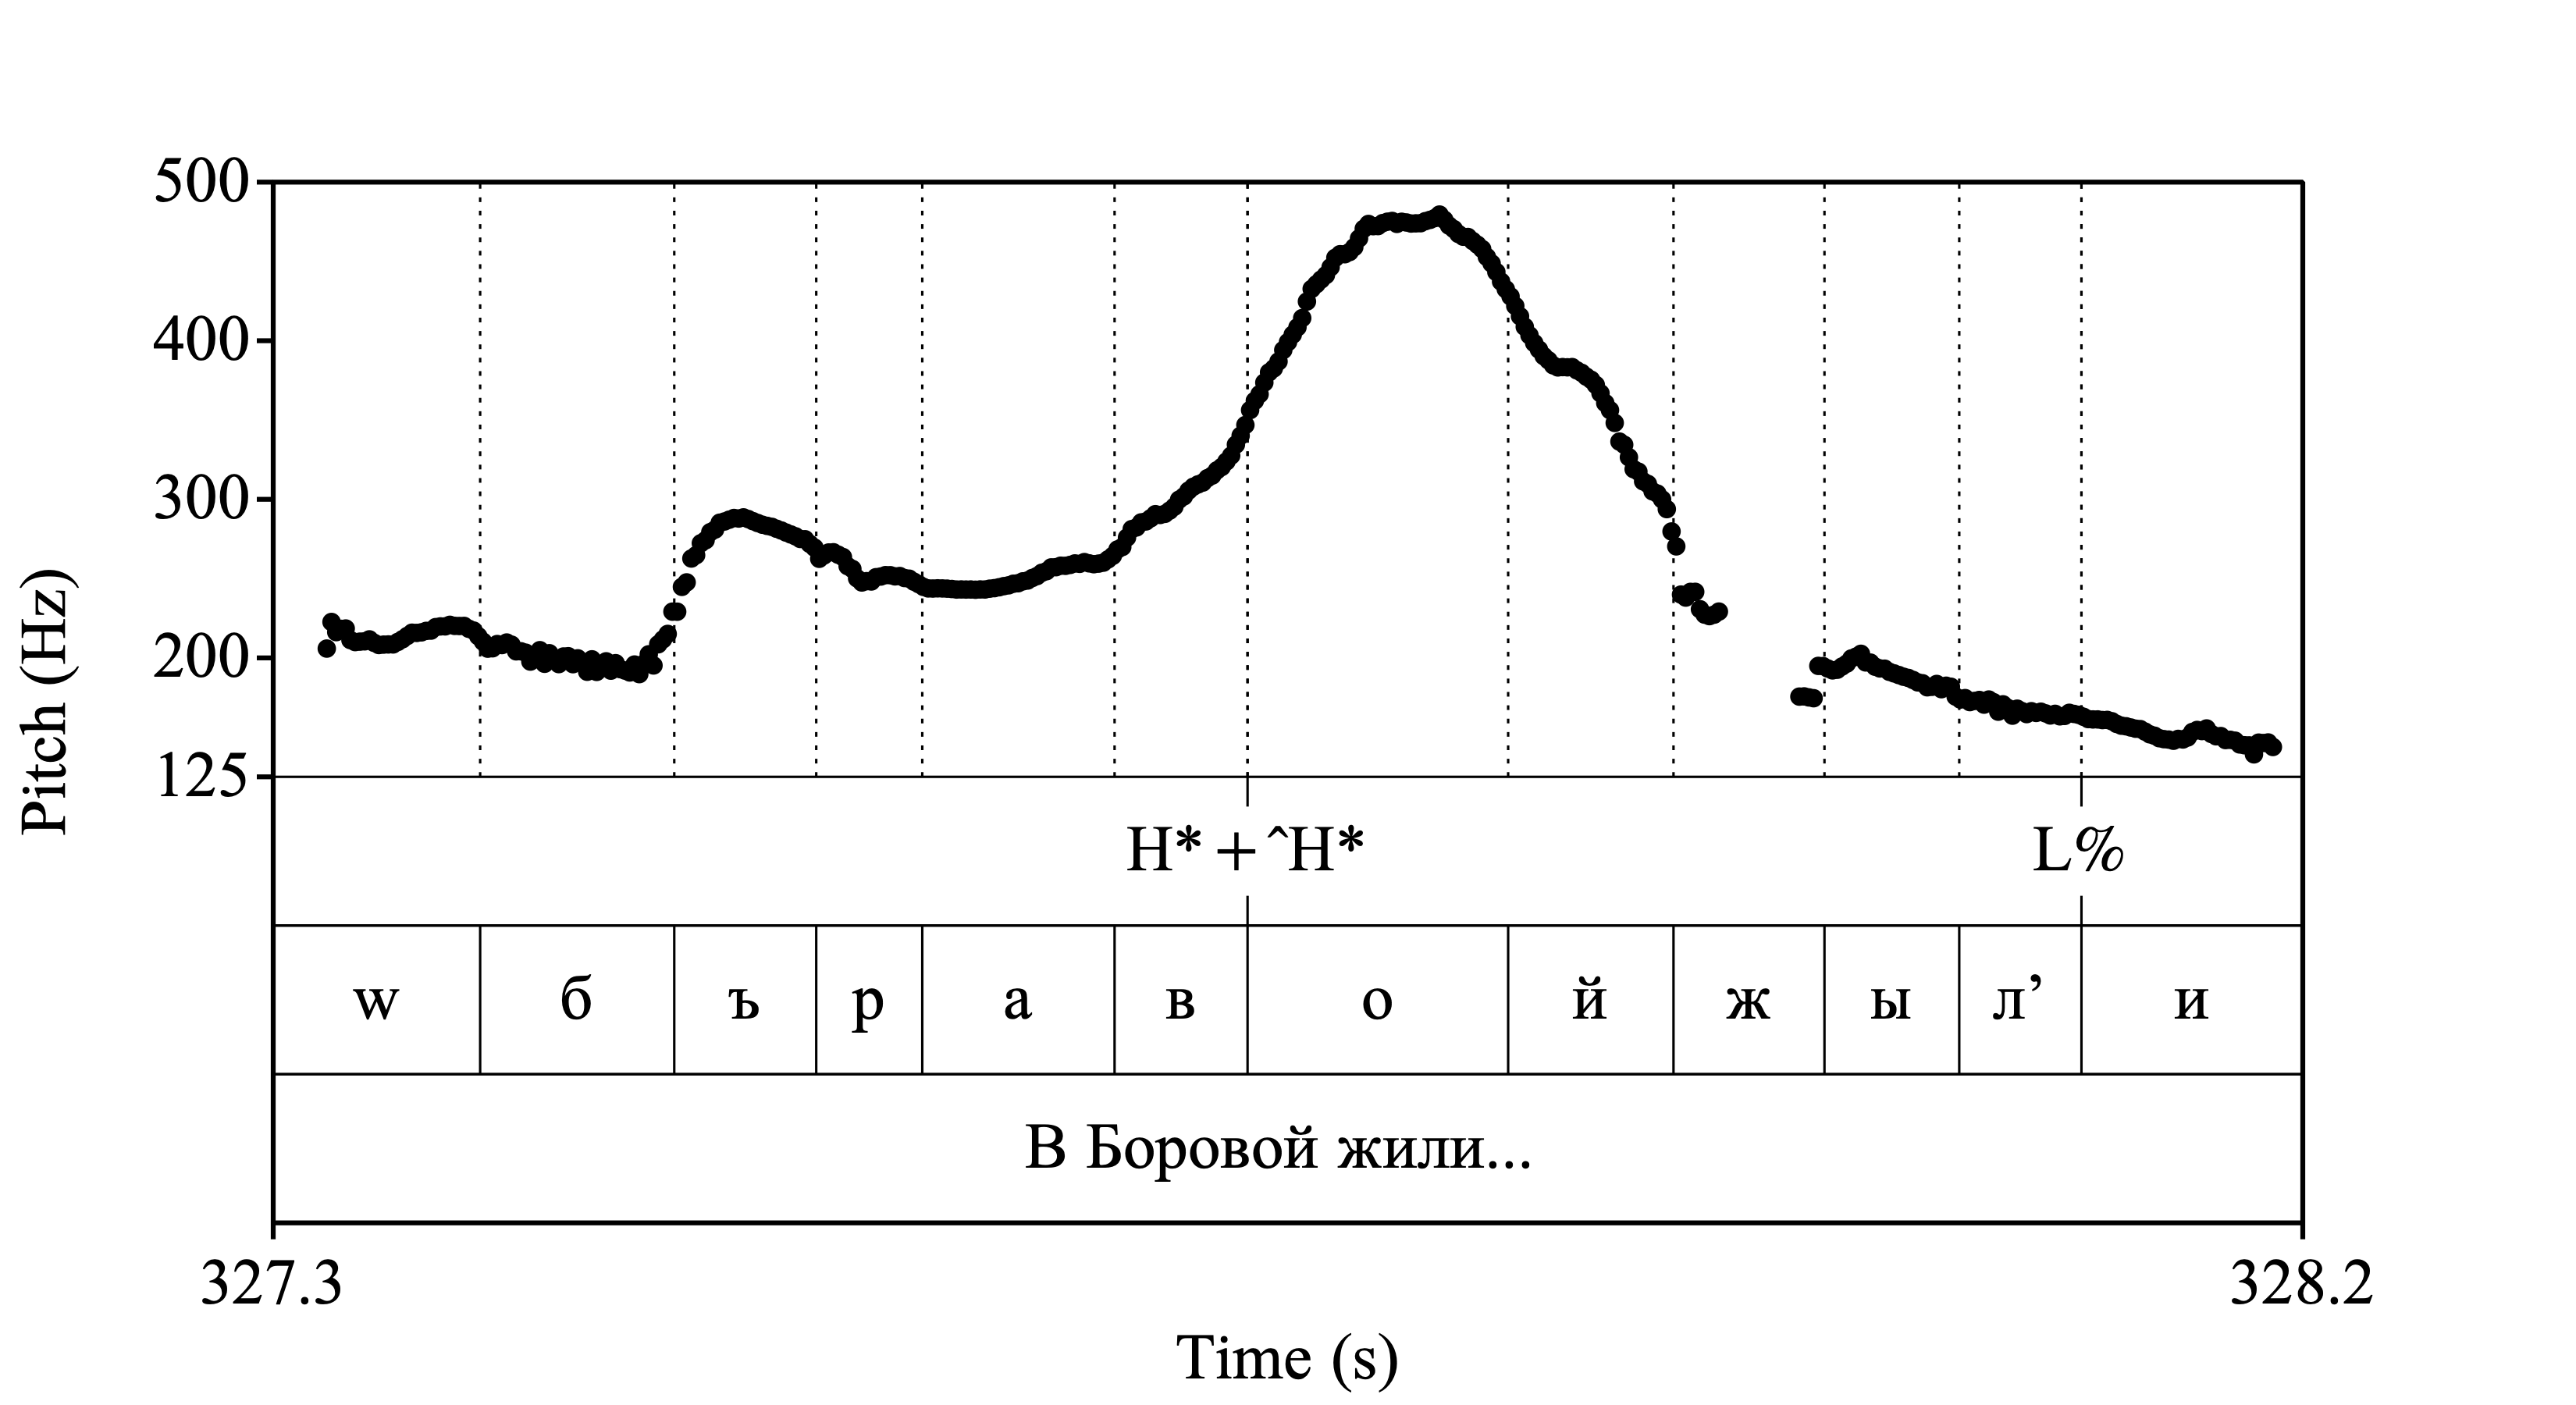 500
400
300
200
125
Pitch (Hz)
H* + ˆH* L%
w б ъ р а в о й ж ы л’ и
В Боровой жили...
327.3 328.2
Time (s)